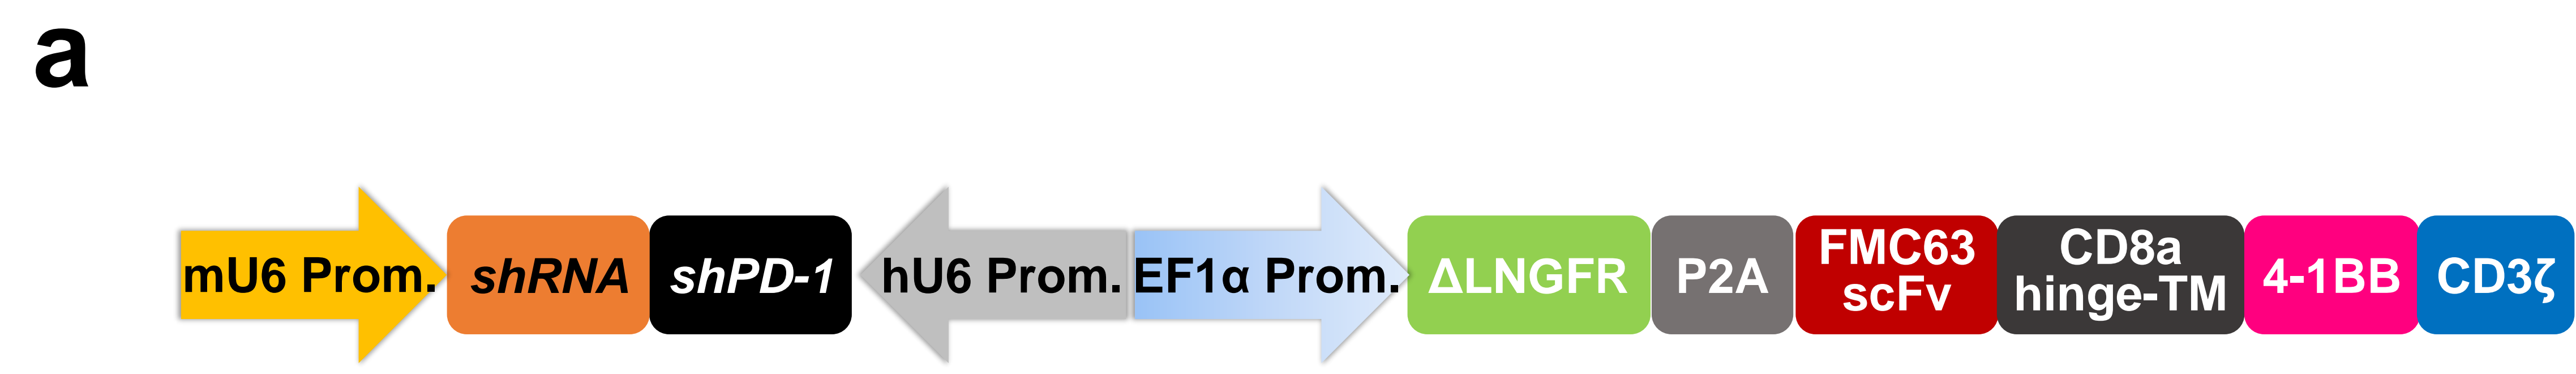 a
mU6 Prom.
shRNA
shPD-1
hU6 Prom.
EF1α Prom.
ΔLNGFR
P2A
FMC63
scFv
CD8a
hinge-TM
4-1BB
CD3ζ